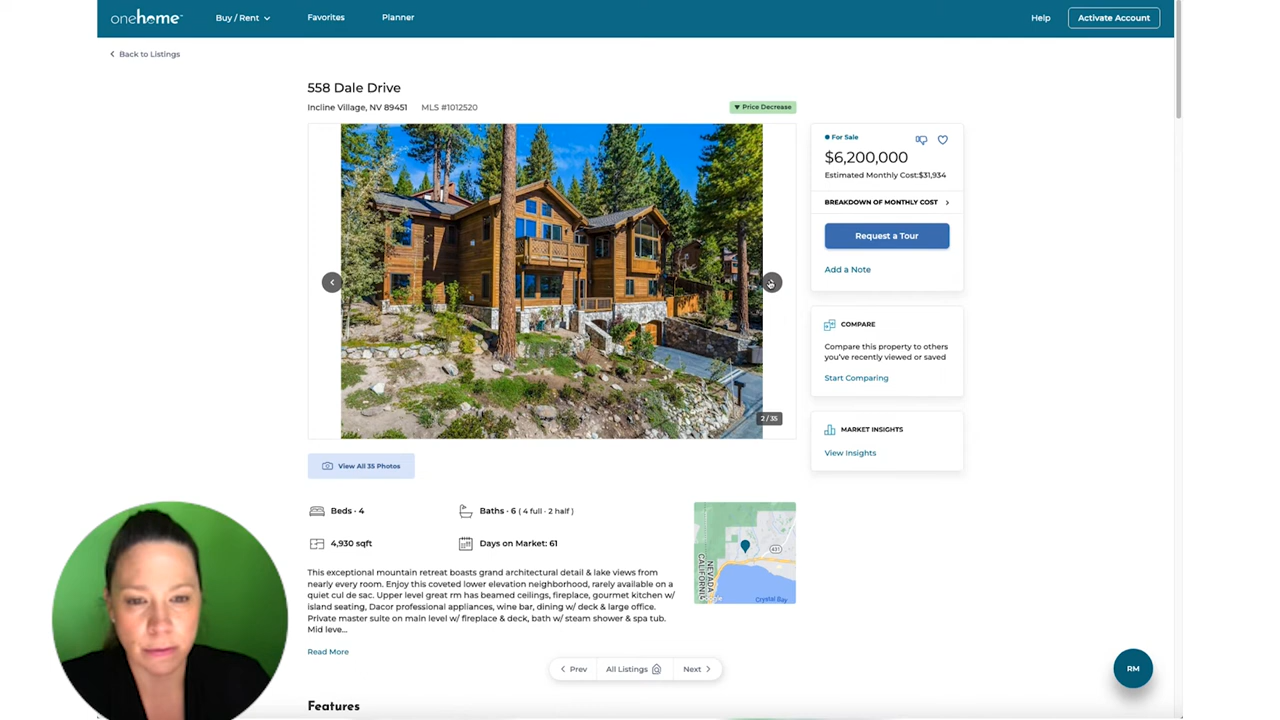 onehome
Buy / Rent
Favorites
Planner
Help
Activate Account
Back to Listings
558 Dale Drive
Incline Village, NV 89451 MLS #1012520
Price Decrease
For Sale
$6,200,000
Estimated Monthly Cost:$31,934
BREAKDOWN OF MONTHLY COST
Request a Tour
Add a Note
2 / 35
COMPARE
Compare this property to others
you've recently viewed or saved
Start Comparing
MARKET INSIGHTS
View Insights
View All 35 Photos
Beds · 4
Baths · 6 ( 4 full · 2 half )
4,930 sqft
Days on Market: 61
431
NEVADA
CALIFORNIA
Crystal Bay
This exceptional mountain retreat boasts grand architectural detail & lake views from
nearly every room. Enjoy this coveted lower elevation neighborhood, rarely available on a
quiet cul de sac. Upper level great rm has beamed ceilings, fireplace, gourmet kitchen w/
island seating, Dacor professional appliances, wine bar, dining w/ deck & large office.
Private master suite on main level w/ fireplace & deck, bath w/ steam shower & spa tub.
Mid leve...
Read More
Prev
All Listings
Next
RM
Features